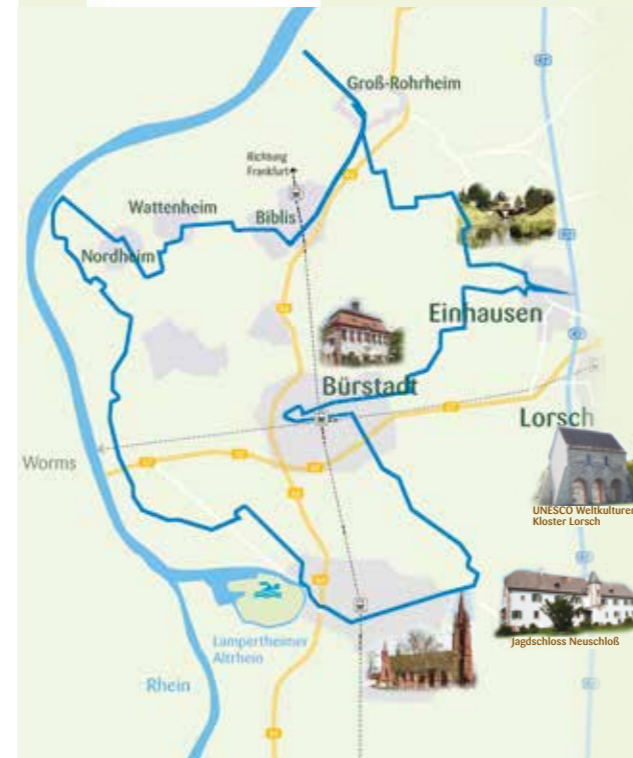 Groß-Rohrheim
Richtung
Frankfurt
Wattenheim
Biblis
Nordheim
Einhausen
Bürstadt
Lorsch
Worms
UNESCO Weltkulturer
Kloster Lorsch
Jagdschloss Neuschloß
Lampertheimer
Altrhein
Rhein